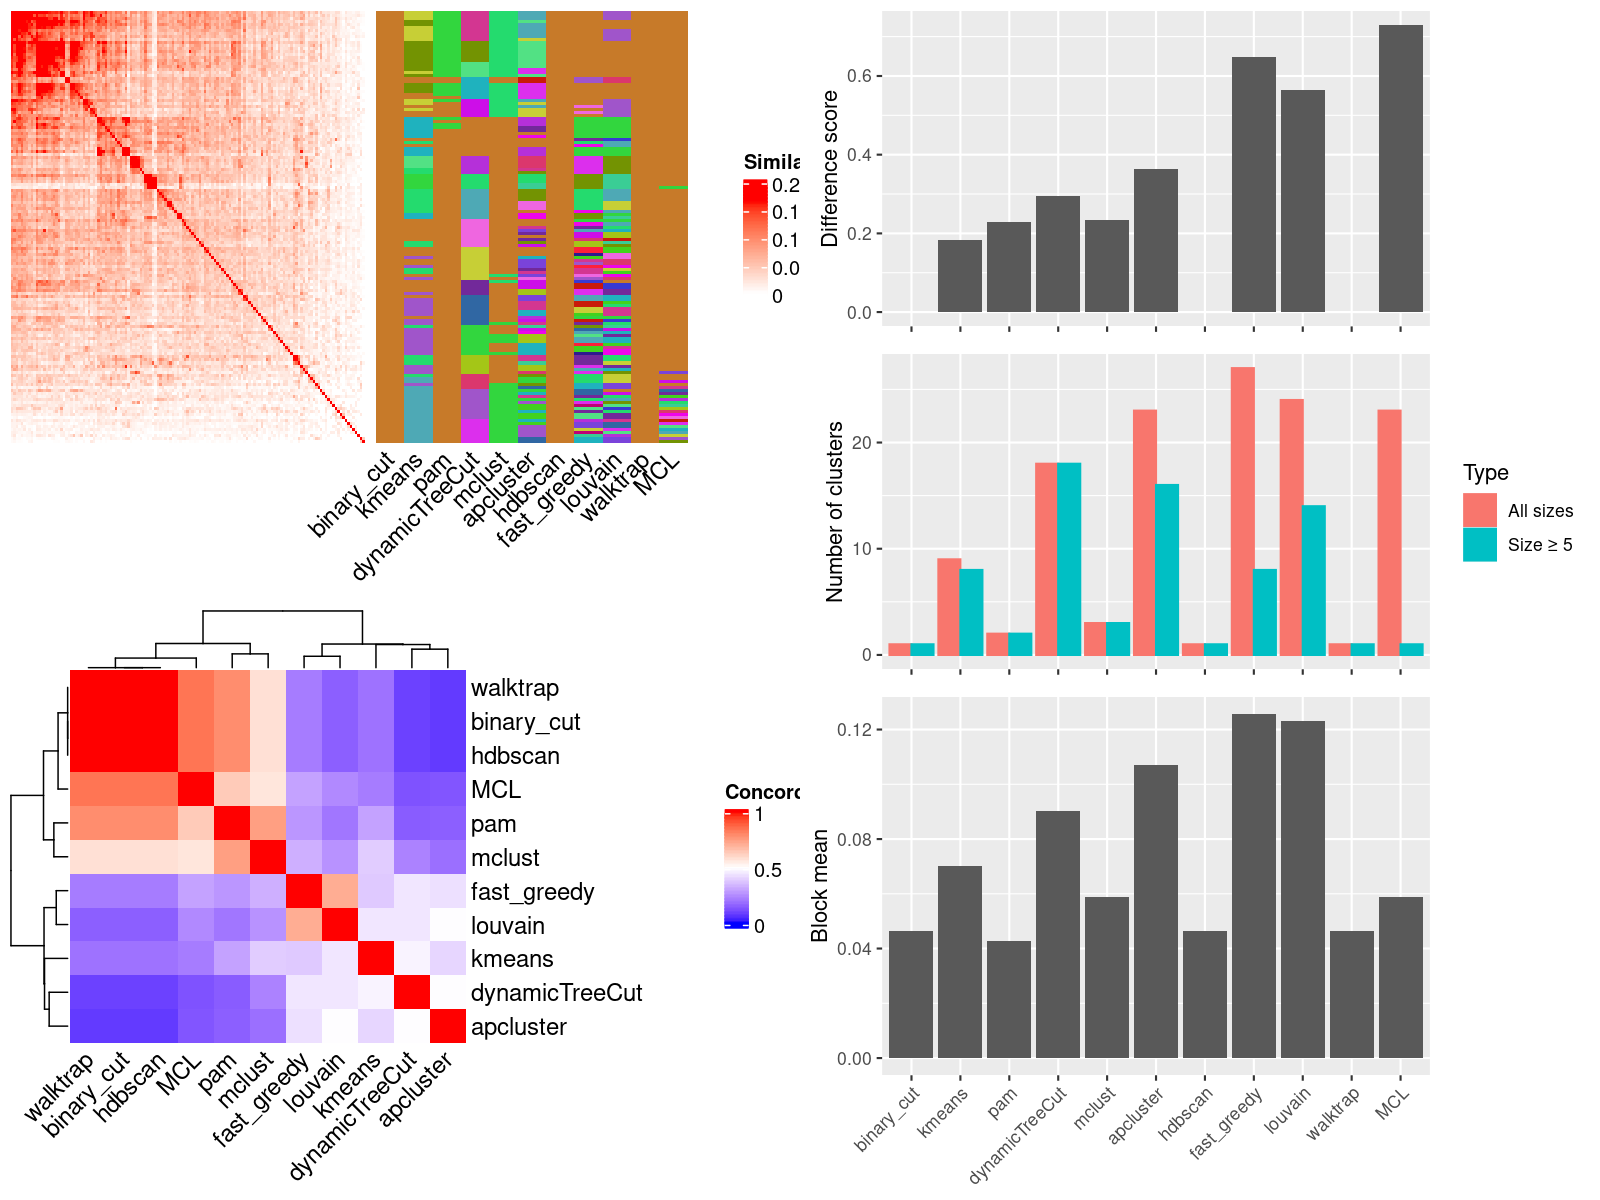 Simila
0.2
0.1
0.1
0.0
0
binary_cut
kmeans
pam
dynamicTreeCut
mclust
apcluster
hdbscan
fast_greedy
louvain
walktrap
MCL
walktrap
binary_cut
hdbscan
MCL
pam
mclust
fast_greedy
louvain
kmeans
dynamicTreeCut
apcluster
walktrap
binary_cut
hdbscan
MCL
pam
mclust
fast_greedy
louvain
kmeans
dynamicTreeCut
apcluster
Concord
1
0.5
0
Difference score
0.6
0.4
0.2
0.0
Number of clusters
20
10
0
Type
All sizes
Size ≥ 5
Block mean
0.12
0.08
0.04
0.00
binary_cut
kmeans
pam
dynamicTreeCut
mclust
apcluster
hdbscan
fast_greedy
louvain
walktrap
MCL